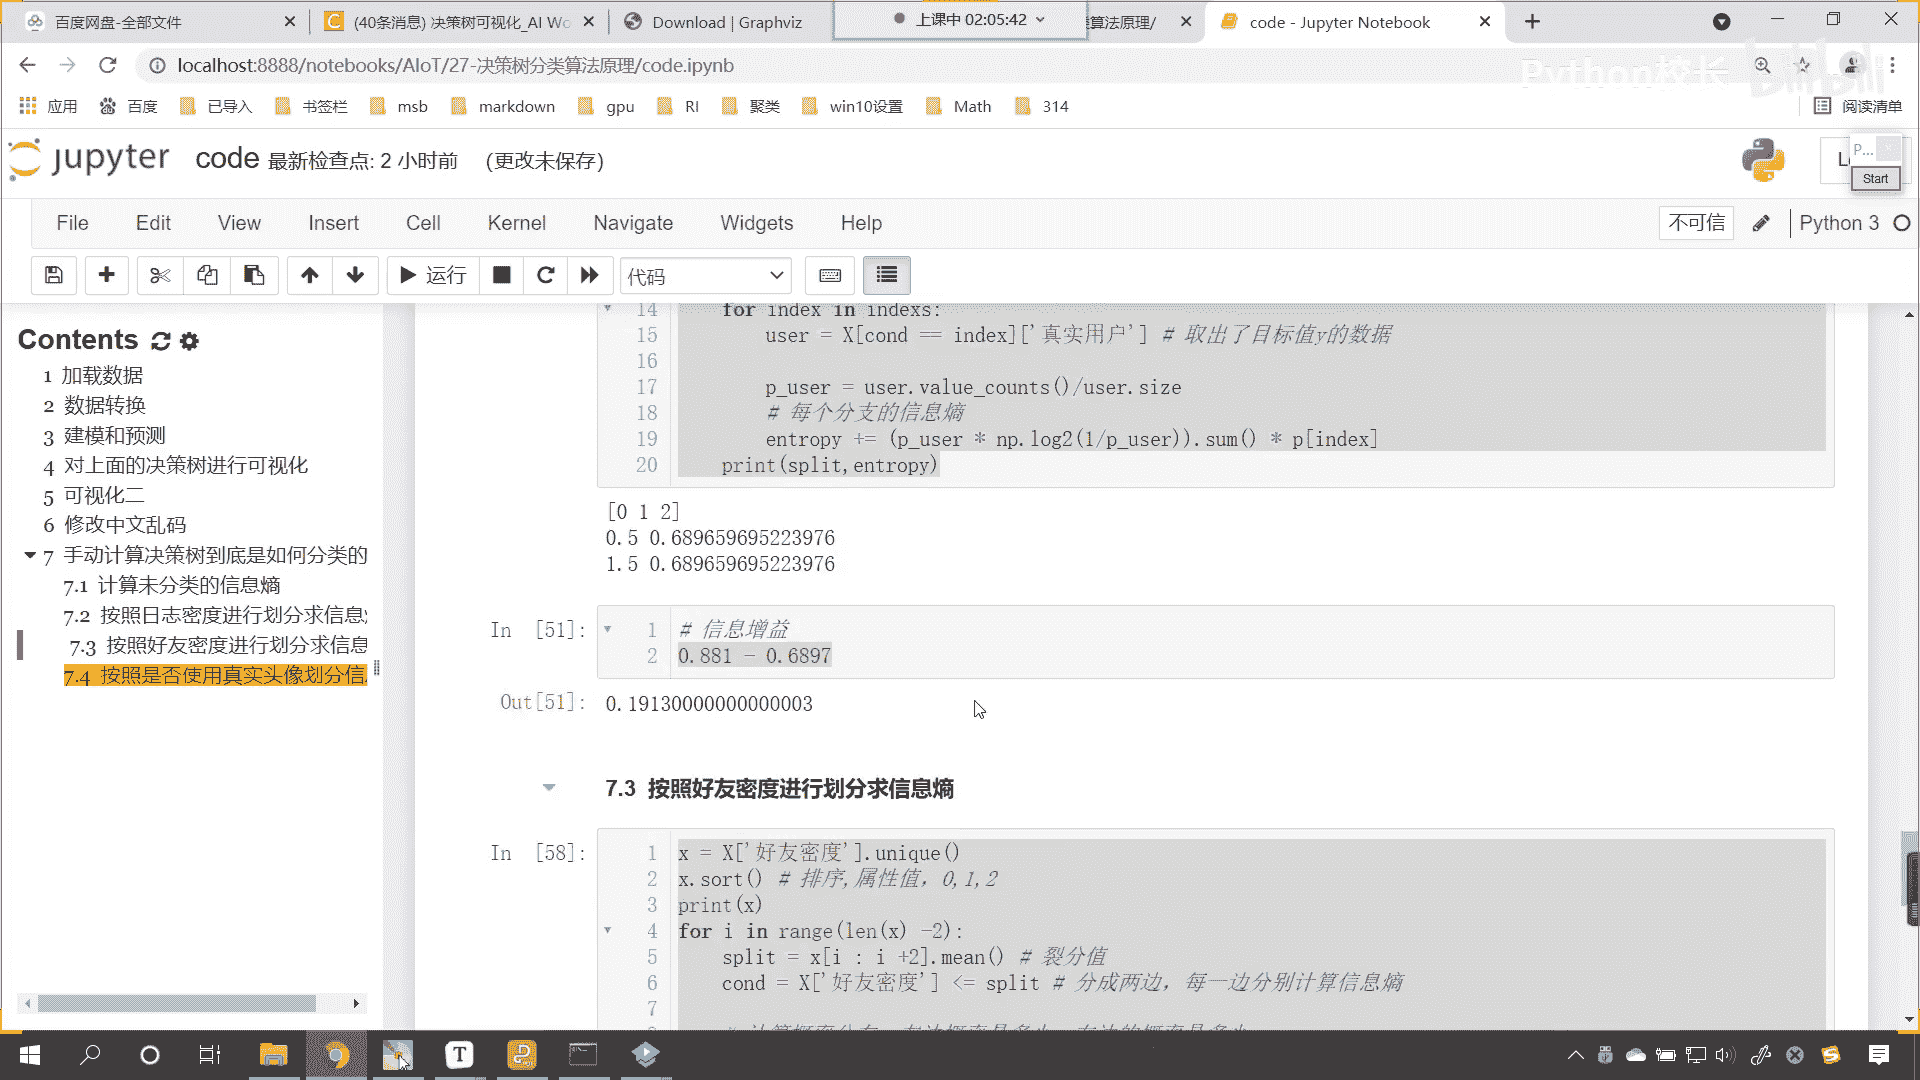 百度网盘-全部文件
(40条消息) 决策树可视化_AI Wo
Download | Graphviz
上课中 02:05:42
算法原理/
code - Jupyter Notebook
localhost:8888/notebooks/AIoT/27-决策树分类算法原理/code.ipynb
Python校长
bilibili
应用 百度 已导入 书签栏 msb markdown gpu RI 聚类 win10设置 Math 314 阅读清单
jupyter code 最新检查点: 2 小时前 (更改未保存)
P...
Start
File Edit View Insert Cell Kernel Navigate Widgets Help
不可信 Python 3
运行 代码
Contents
1 加载数据
2 数据转换
3 建模和预测
4 对上面的决策树进行可视化
5 可视化二
6 修改中文乱码
7 手动计算决策树到底是如何分类的
7.1 计算未分类的信息熵
7.2 按照日志密度进行划分求信息
7.3 按照好友密度进行划分求信息
7.4 按照是否使用真实头像划分信
14 for index in indexs:
15 user = X[cond == index]['真实用户'] # 取出了目标值y的数据
16
17 p_user = user.value_counts()/user.size
18 # 每个分支的信息熵
19 entropy += (p_user * np.log2(1/p_user)).sum() * p[index]
20 print(split,entropy)
[0 1 2]
0.5 0.689659695223976
1.5 0.689659695223976
In [51]:
1 # 信息增益
2 0.881 - 0.6897
Out[51]: 0.19130000000000003
7.3 按照好友密度进行划分求信息熵
In [58]:
1 x = X['好友密度'].unique()
2 x.sort() # 排序,属性值, 0,1,2
3 print(x)
4 for i in range(len(x) -2):
5 split = x[i : i +2].mean() # 裂分值
6 cond = X['好友密度'] <= split # 分成两边，每一边分别计算信息熵
7